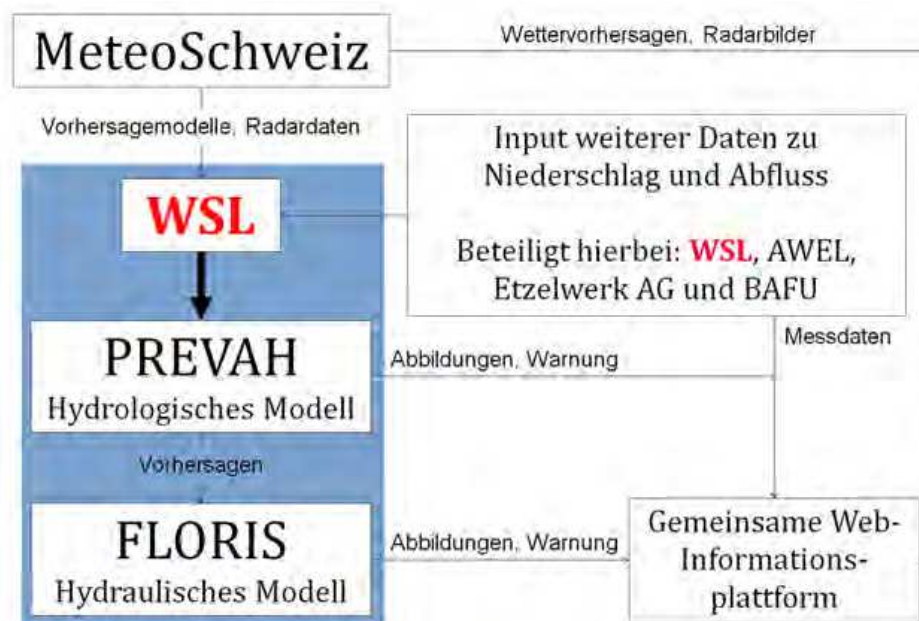 MeteoSchweiz
Wettervorhersagen, Radarbilder
Vorhersagemodelle, Radardaten
Input weiterer Daten zu
Niederschlag und Abfluss
WSL
Beteiligt hierbei: WSL, AWEL,
Etzelwerk AG und BAFU
Messdaten
PREVAH
Hydrologisches Modell
Abbildungen, Warnung
Vorhersagen
FLORIS
Hydraulisches Modell
Abbildungen, Warnung
Gemeinsame Web-
Informations-
plattform